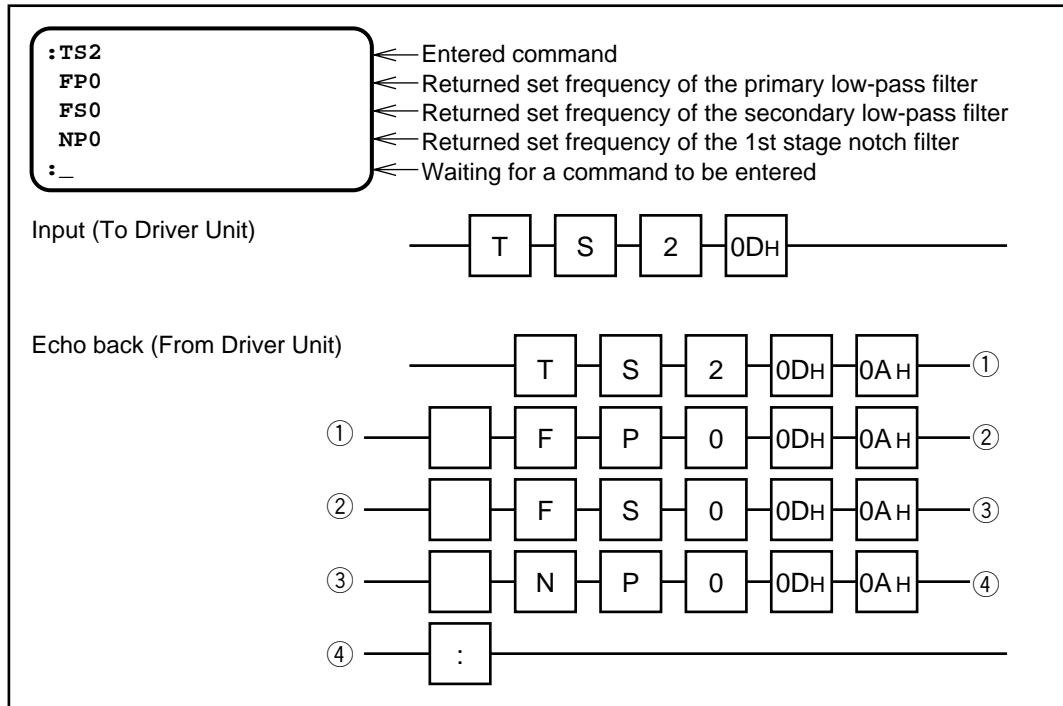 :TS2 Entered command
FP0 Returned set frequency of the primary low-pass filter
FS0 Returned set frequency of the secondary low-pass filter
NP0 Returned set frequency of the 1st stage notch filter
:_ Waiting for a command to be entered
Input (To Driver Unit)
T S 2 0DH
Echo back (From Driver Unit)
T S 2 0DH 0AH ①
① F P 0 0DH 0AH ②
② F S 0 0DH 0AH ③
③ N P 0 0DH 0AH ④
④ :